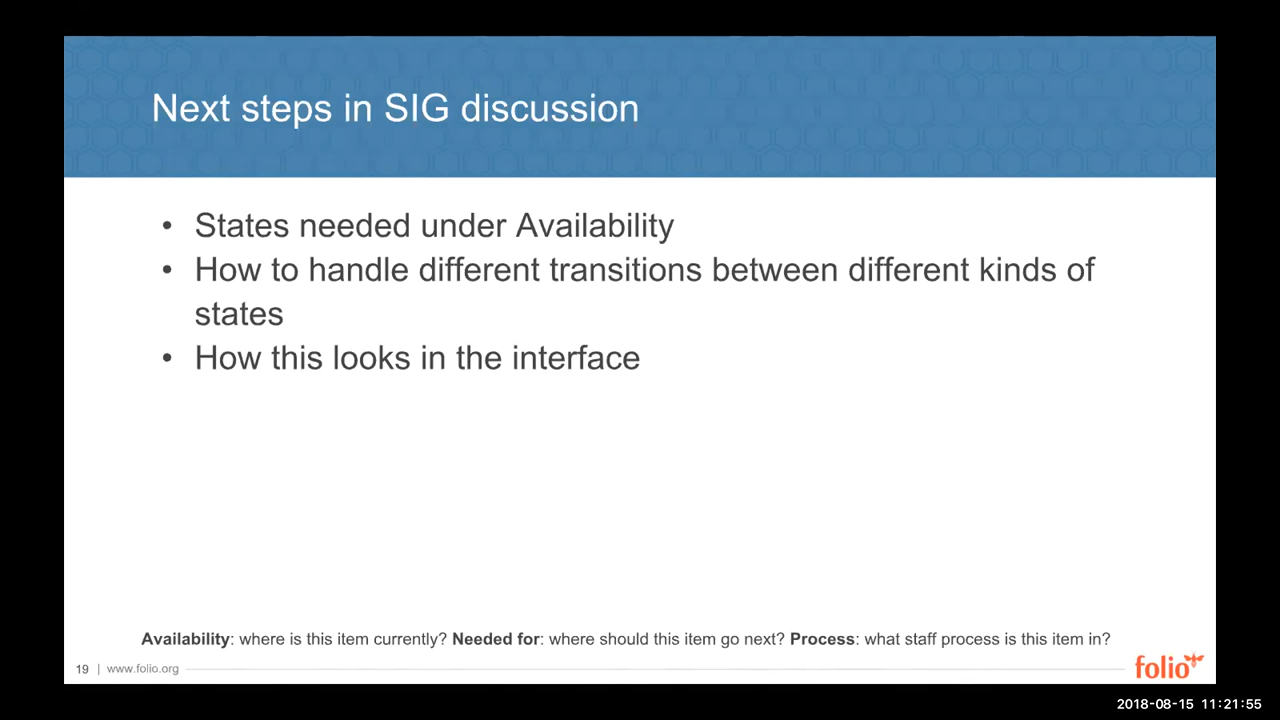 Next steps in SIG discussion
• States needed under Availability
• How to handle different transitions between different kinds of
states
• How this looks in the interface
Availability: where is this item currently? Needed for: where should this item go next? Process: what staff process is this item in?
19 | www.folio.org
folio
2018-08-15 11:21:55